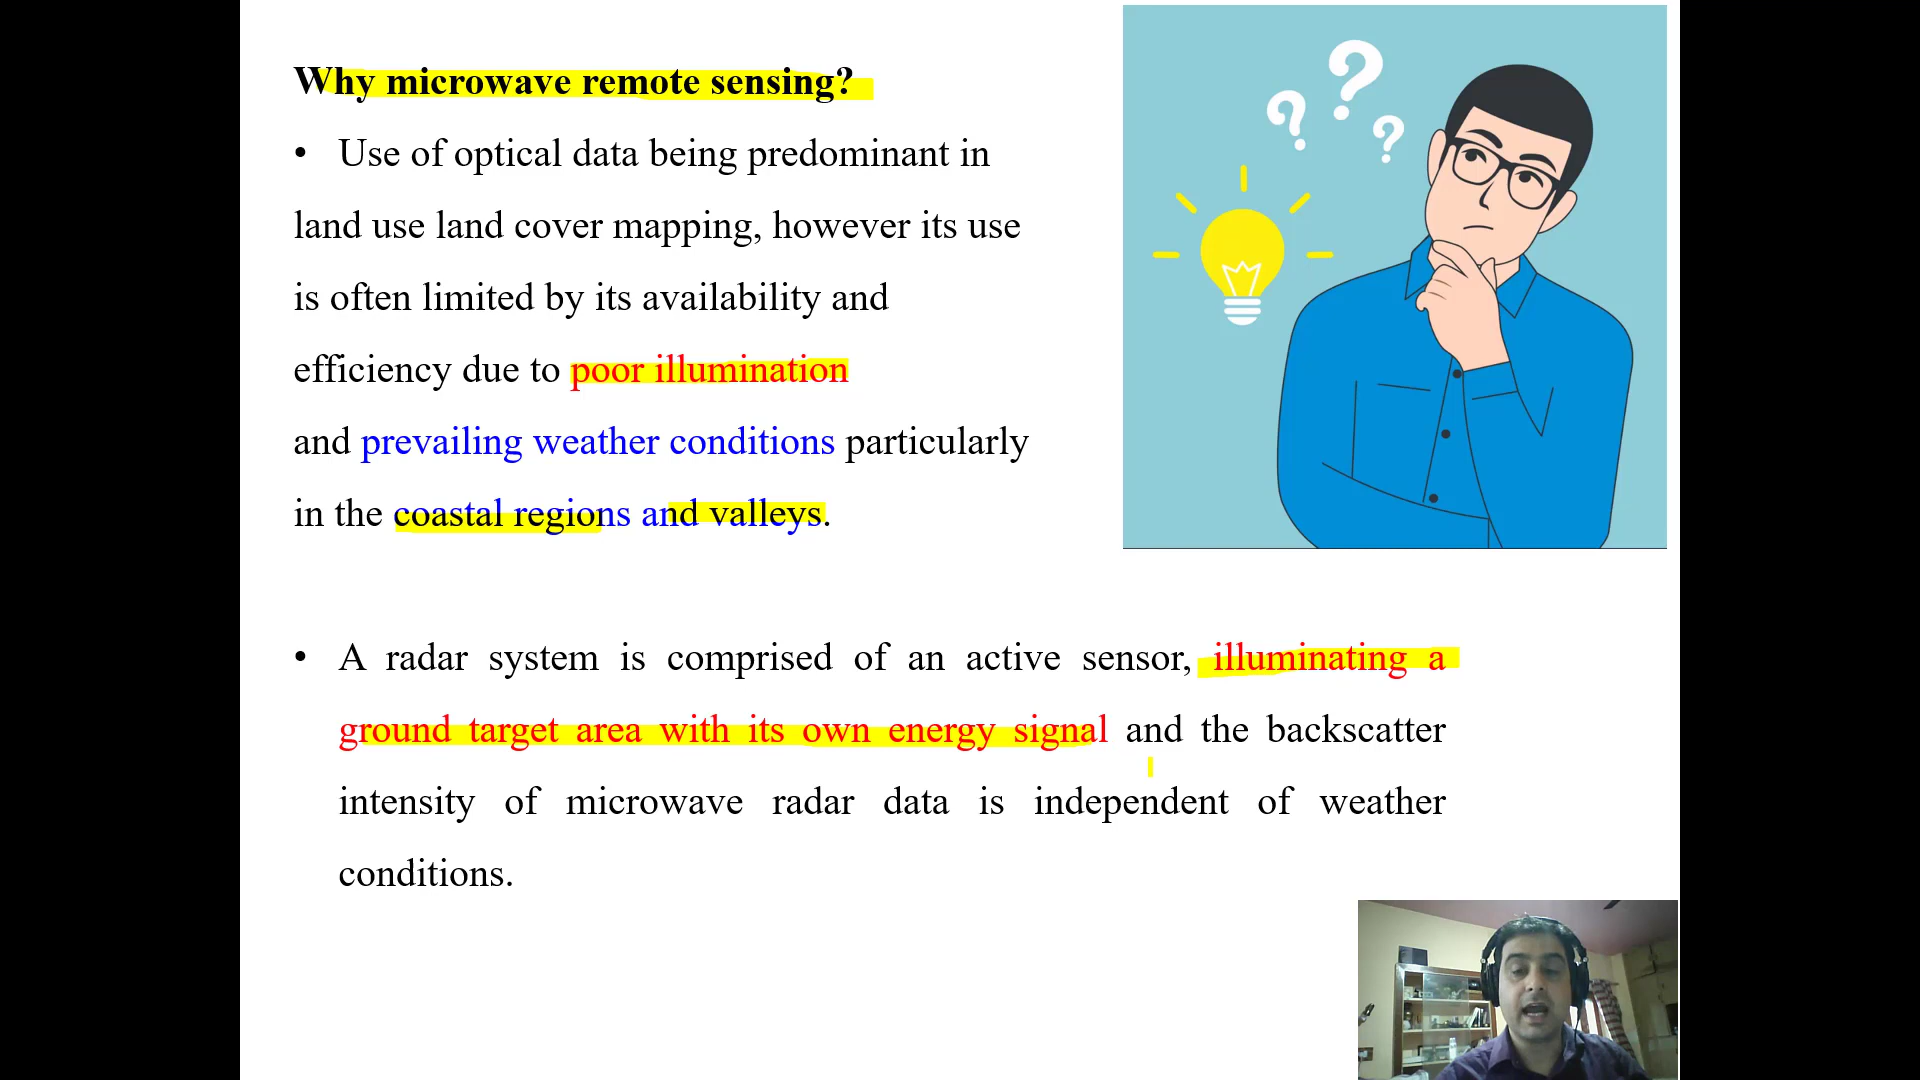 Why microwave remote sensing?
• Use of optical data being predominant in
land use land cover mapping, however its use
is often limited by its availability and
efficiency due to poor illumination
and prevailing weather conditions particularly
in the coastal regions and valleys.
• A radar system is comprised of an active sensor, illuminating a
ground target area with its own energy signal and the backscatter
intensity of microwave radar data is independent of weather
conditions.